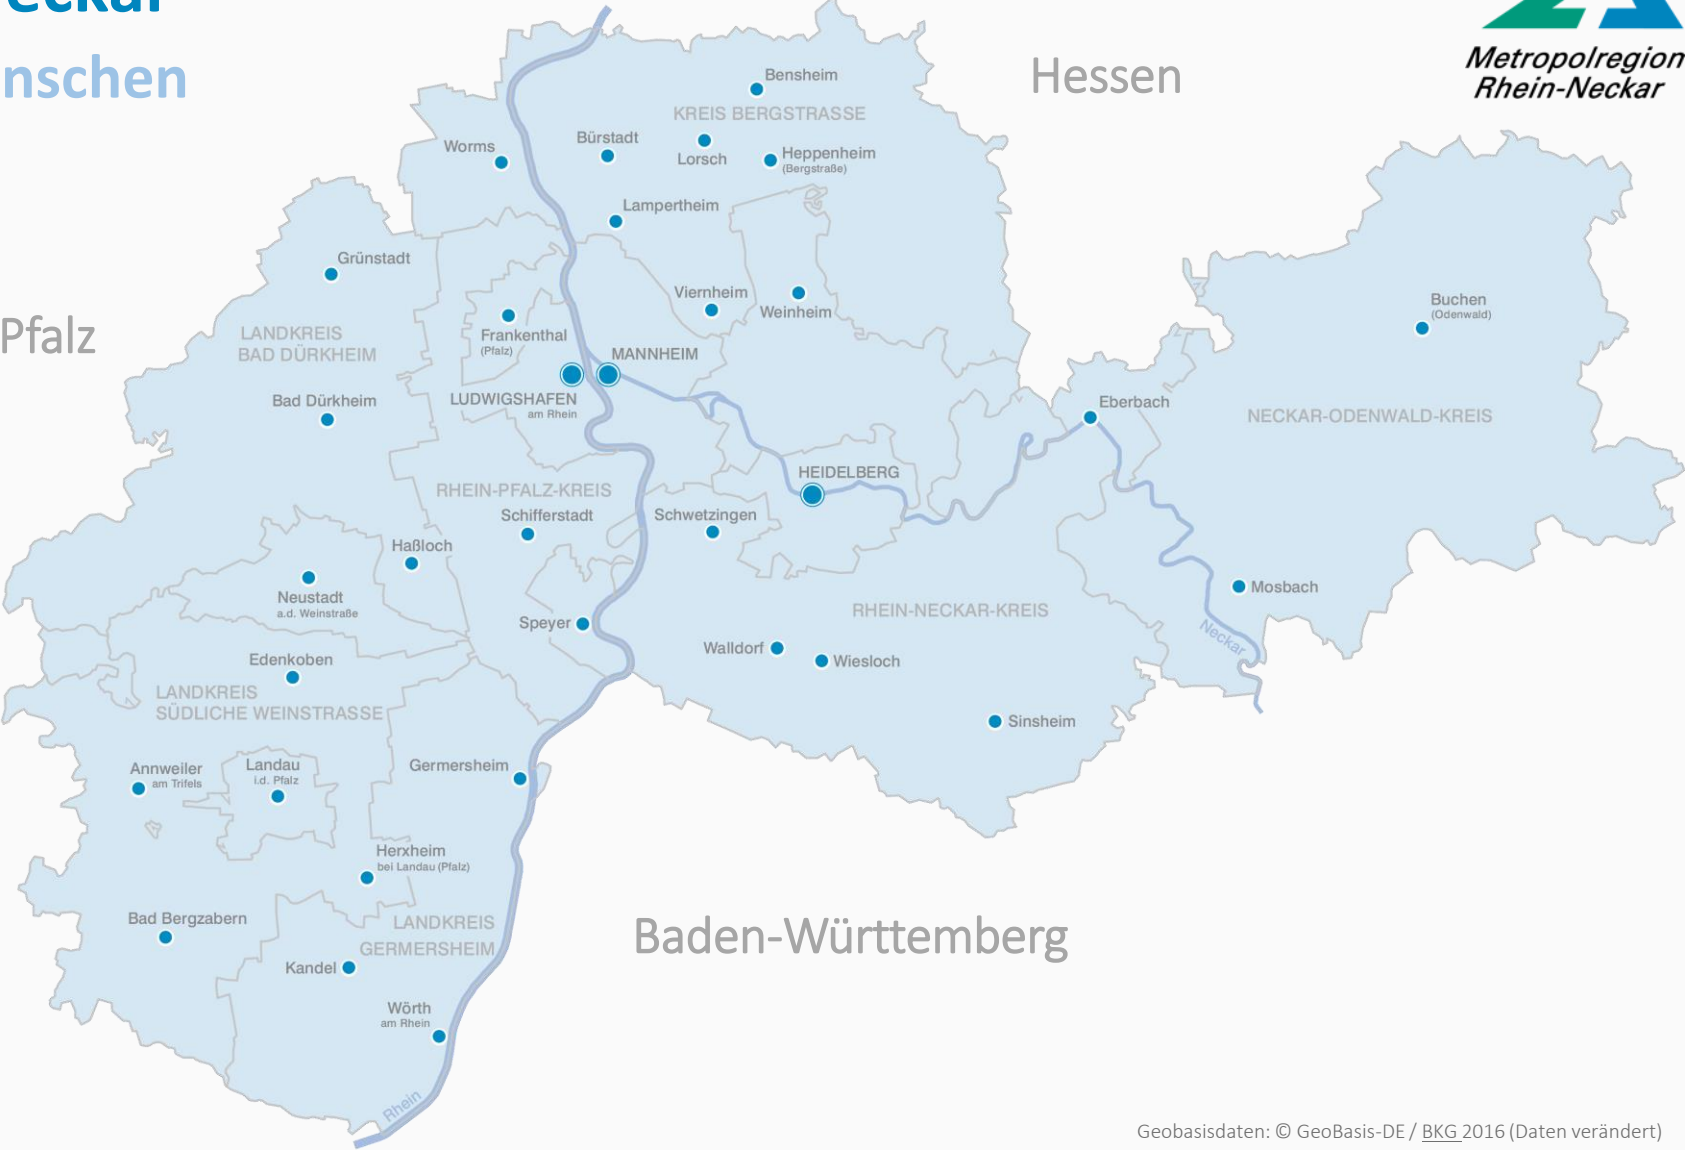 nschen
Hessen
Metropolregion
Rhein-Neckar
Bensheim
KREIS BERGSTRASSE
Bürstadt
Worms
Lorsch
Heppenheim
(Bergstraße)
Lampertheim
Grünstadt
Viernheim
Weinheim
Buchen
(Odenwald)
Pfalz
LANDKREIS
BAD DÜRKHEIM
Frankenthal
(Pfalz)
MANNHEIM
LUDWIGSHAFEN
am Rhein
Bad Dürkheim
Eberbach
NECKAR-ODENWALD-KREIS
HEIDELBERG
RHEIN-PFALZ-KREIS
Schifferstadt
Schwetzingen
Haßloch
Neustadt
a.d. Weinstraße
Mosbach
RHEIN-NECKAR-KREIS
Speyer
Neckar
Walldorf
Wiesloch
Edenkoben
LANDKREIS
SÜDLICHE WEINSTRASSE
Sinsheim
Annweiler
am Trifels
Landau
i.d. Pfalz
Germersheim
Herxheim
bei Landau (Pfalz)
Bad Bergzabern
LANDKREIS
GERMERSHEIM
Baden-Württemberg
Kandel
Wörth
am Rhein
Rhein
Geobasisdaten: © GeoBasis-DE / BKG 2016 (Daten verändert)